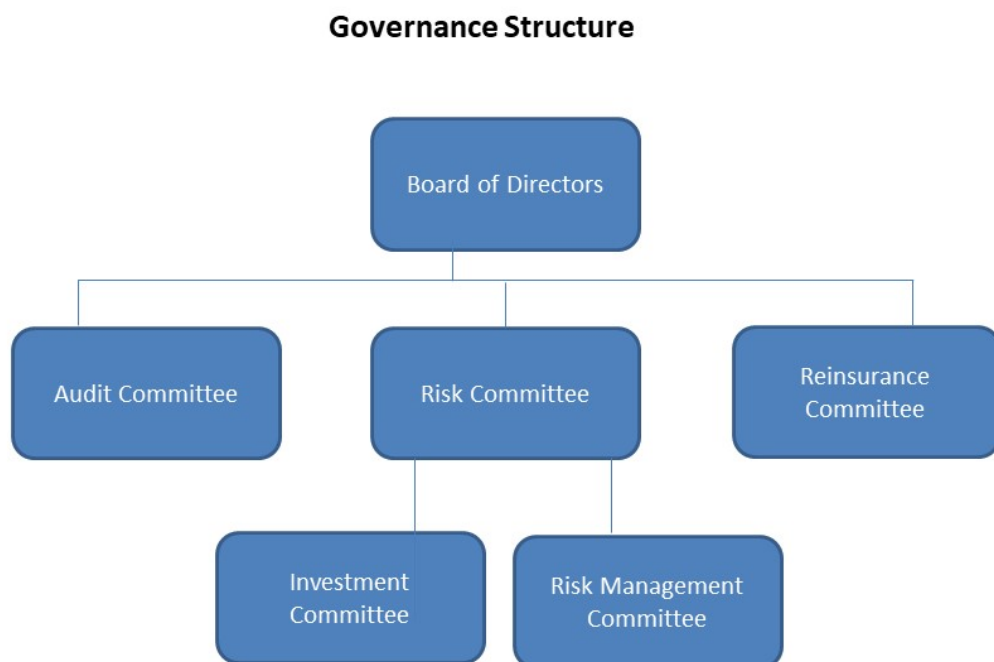 Governance Structure
Board of Directors
Audit Committee
Risk Committee
Reinsurance
Committee
Investment
Committee
Risk Management
Committee